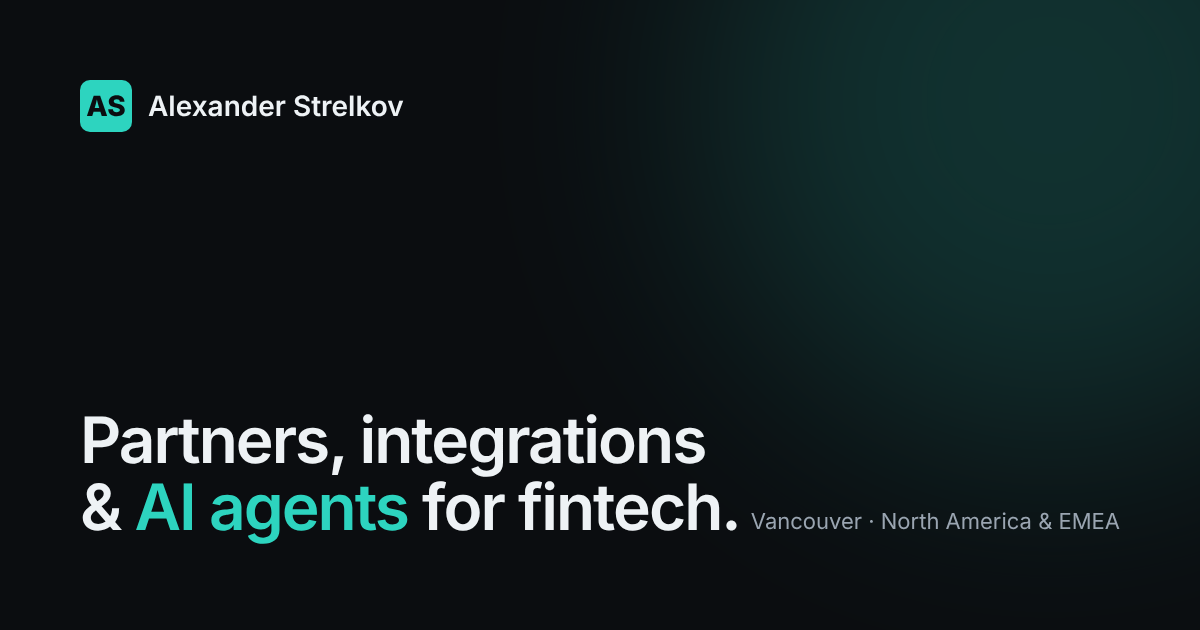 AS
Alexander Strelkov
Partners, integrations
& AI agents for fintech.
Vancouver · North America & EMEA